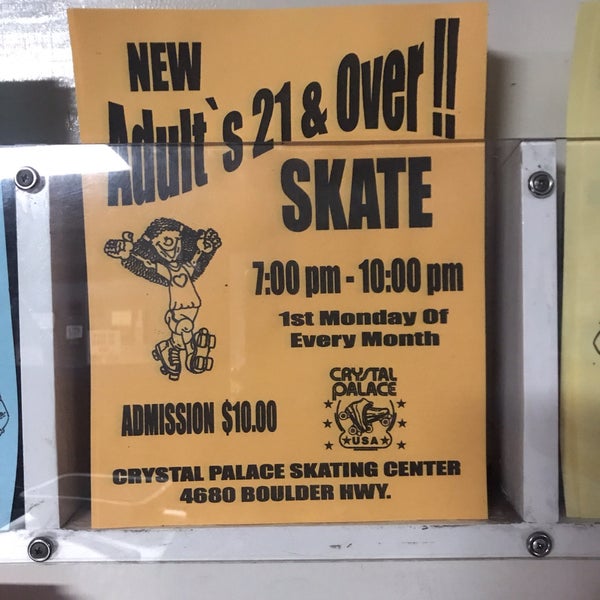 NEW
Adult`s 21 & Over !!
SKATE
7:00 pm - 10:00 pm
1st Monday Of
Every Month
CRYSTAL
PALACE
USA
ADMISSION $10.00
CRYSTAL PALACE SKATING CENTER
4680 BOULDER HWY.